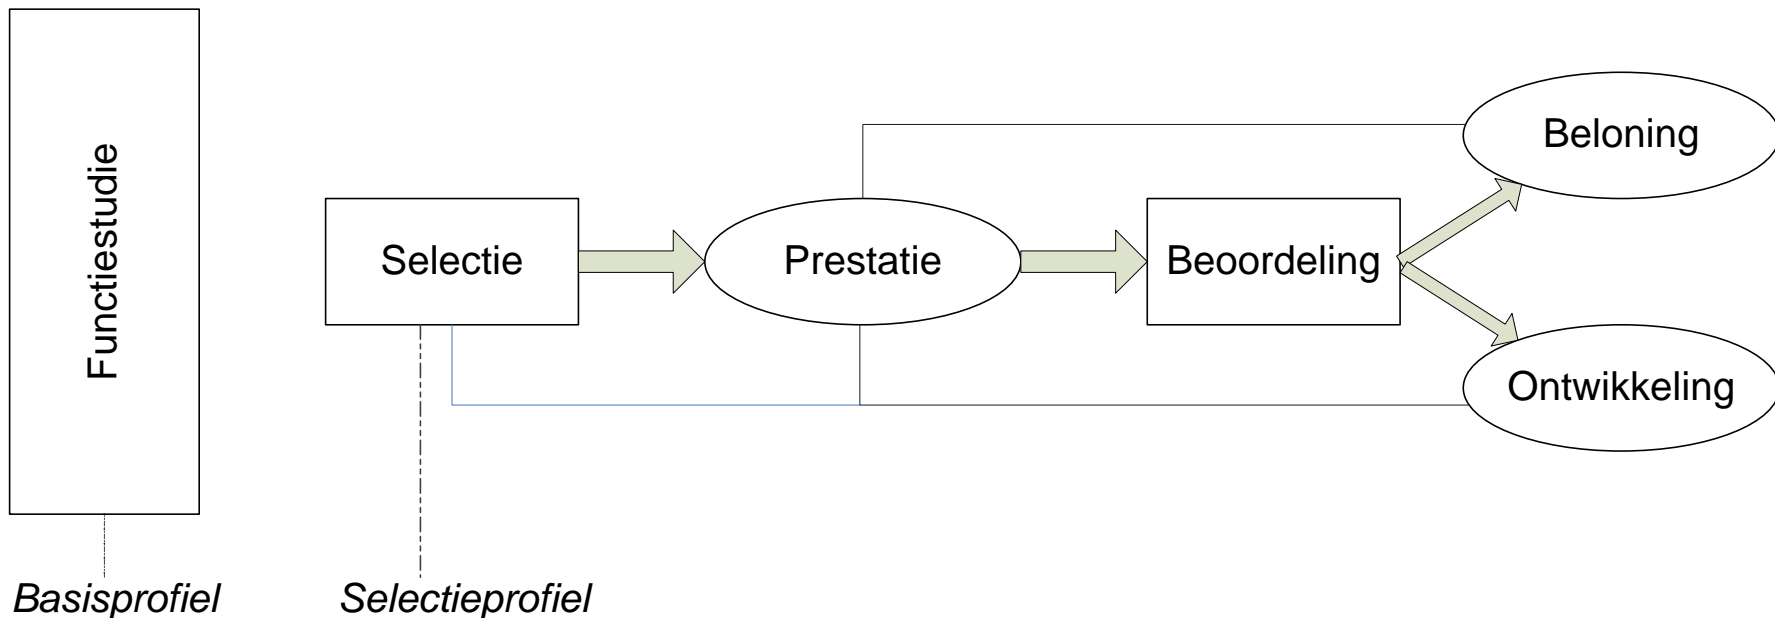 Functiestudie
Beloning
Selectie
Prestatie
Beoordeling
Ontwikkeling
Basisprofiel
Selectieprofiel